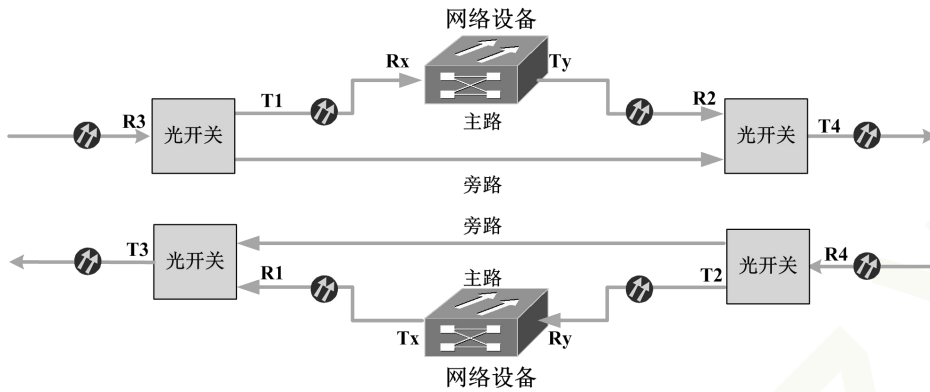 网络设备
Rx
Ty
T1
R2
R3
光开关
主路
光开关
T4
旁路
旁路
T3
光开关
R1
主路
T2
光开关
R4
Tx
Ry
网络设备